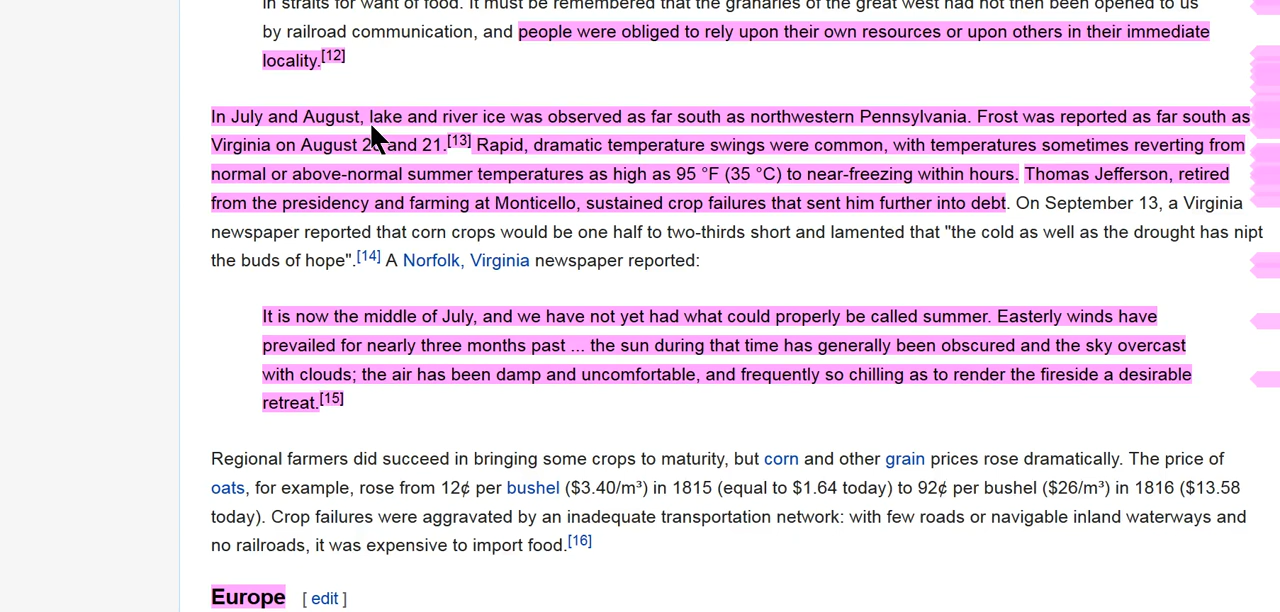 in straits for want of food. It must be remembered that the granaries of the great west had not then been opened to us
by railroad communication, and people were obliged to rely upon their own resources or upon others in their immediate
locality.[12]
In July and August, lake and river ice was observed as far south as northwestern Pennsylvania. Frost was reported as far south as
Virginia on August and 21.[13] Rapid, dramatic temperature swings were common, with temperatures sometimes reverting from
normal or above-normal summer temperatures as high as 95 °F (35 °C) to near-freezing within hours. Thomas Jefferson, retired
from the presidency and farming at Monticello, sustained crop failures that sent him further into debt. On September 13, a Virginia
newspaper reported that corn crops would be one half to two-thirds short and lamented that "the cold as well as the drought has nipt
the buds of hope".[14] A Norfolk, Virginia newspaper reported:
It is now the middle of July, and we have not yet had what could properly be called summer. Easterly winds have
prevailed for nearly three months past ... the sun during that time has generally been obscured and the sky overcast
with clouds; the air has been damp and uncomfortable, and frequently so chilling as to render the fireside a desirable
retreat.[15]
Regional farmers did succeed in bringing some crops to maturity, but corn and other grain prices rose dramatically. The price of
oats, for example, rose from 12¢ per bushel ($3.40/m³) in 1815 (equal to $1.64 today) to 92¢ per bushel ($26/m³) in 1816 ($13.58
today). Crop failures were aggravated by an inadequate transportation network: with few roads or navigable inland waterways and
no railroads, it was expensive to import food.[16]
Europe [ edit ]